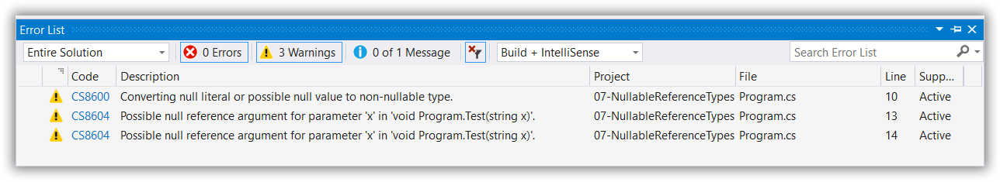 Error List
Entire Solution 0 Errors 3 Warnings 0 of 1 Message Build + IntelliSense Search Error List
Code Description Project File Line Supp...
CS8600 Converting null literal or possible null value to non-nullable type. 07-NullableReferenceTypes Program.cs 10 Active
CS8604 Possible null reference argument for parameter 'x' in 'void Program.Test(string x)'. 07-NullableReferenceTypes Program.cs 13 Active
CS8604 Possible null reference argument for parameter 'x' in 'void Program.Test(string x)'. 07-NullableReferenceTypes Program.cs 14 Active